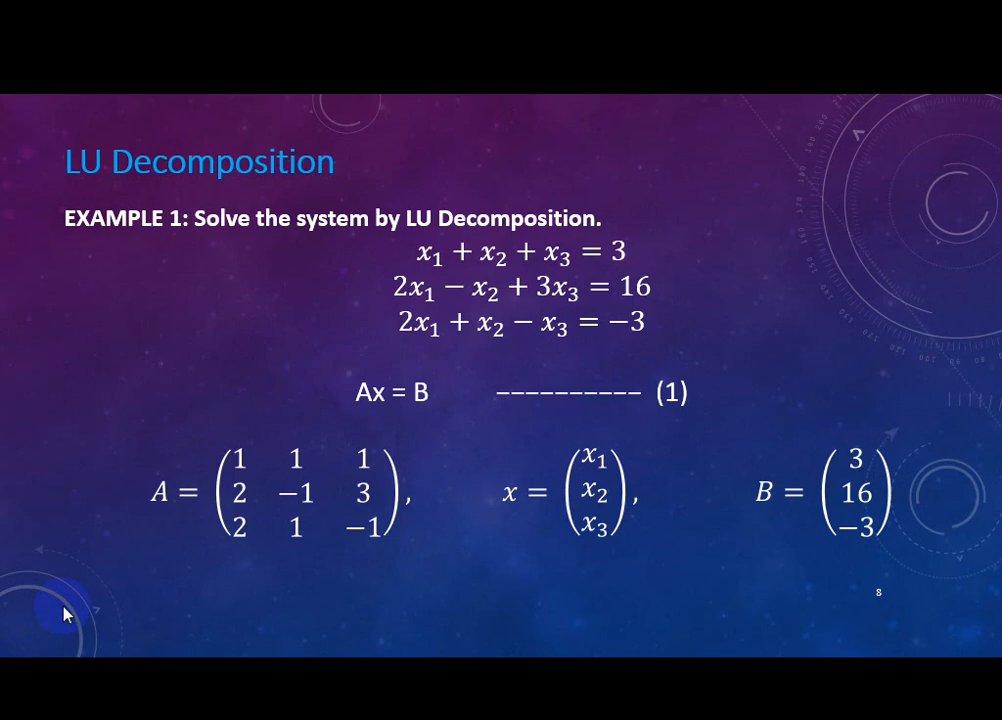 LU Decomposition
EXAMPLE 1: Solve the system by LU Decomposition.
x₁ + x₂ + x₃ = 3
2x₁ − x₂ + 3x₃ = 16
2x₁ + x₂ − x₃ = −3
Ax = B −−−−−−−−−− (1)
A = (1 1 1; 2 −1 3; 2 1 −1), x = (x₁; x₂; x₃), B = (3; 16; −3)
8